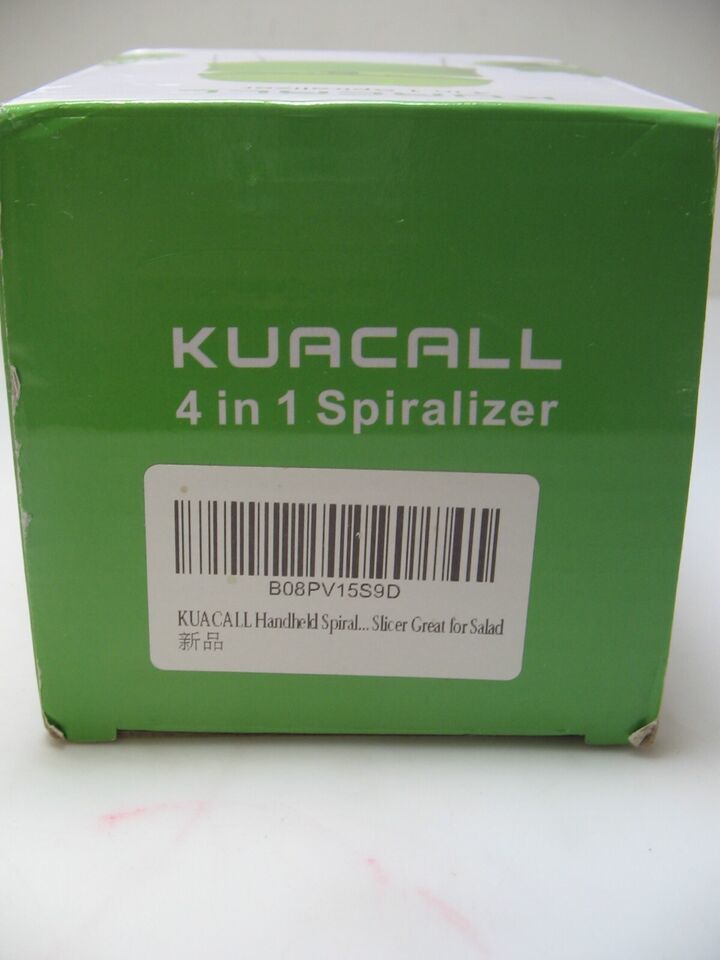 KUACALL
4 in 1 Spiralizer
B08PV15S9D
KUACALL Handheld Spiral... Slicer Great for Salad
新品